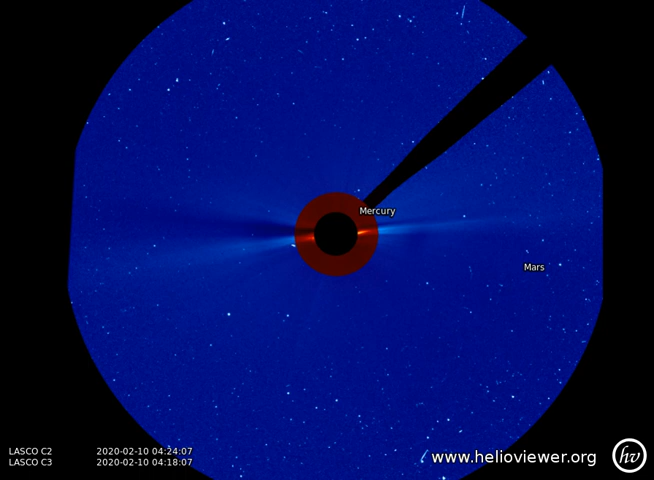 Mercury
Mars
LASCO C2 2020-02-10 04:24:07
LASCO C3 2020-02-10 04:18:07
www.helioviewer.org
hv